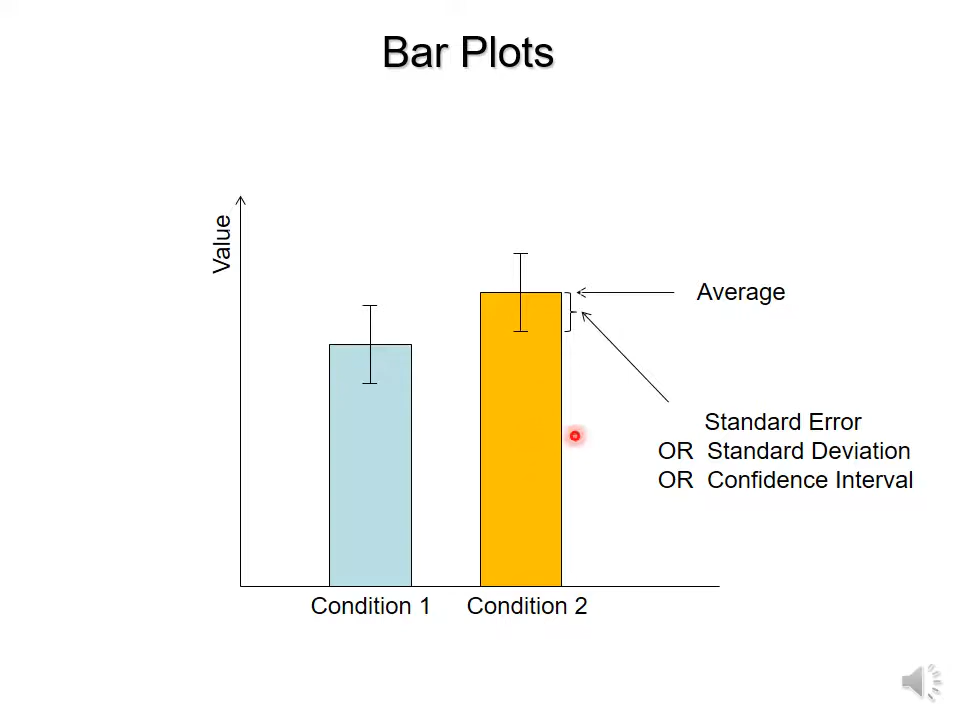 Bar Plots
Value
Average
Standard Error
OR Standard Deviation
OR Confidence Interval
Condition 1
Condition 2